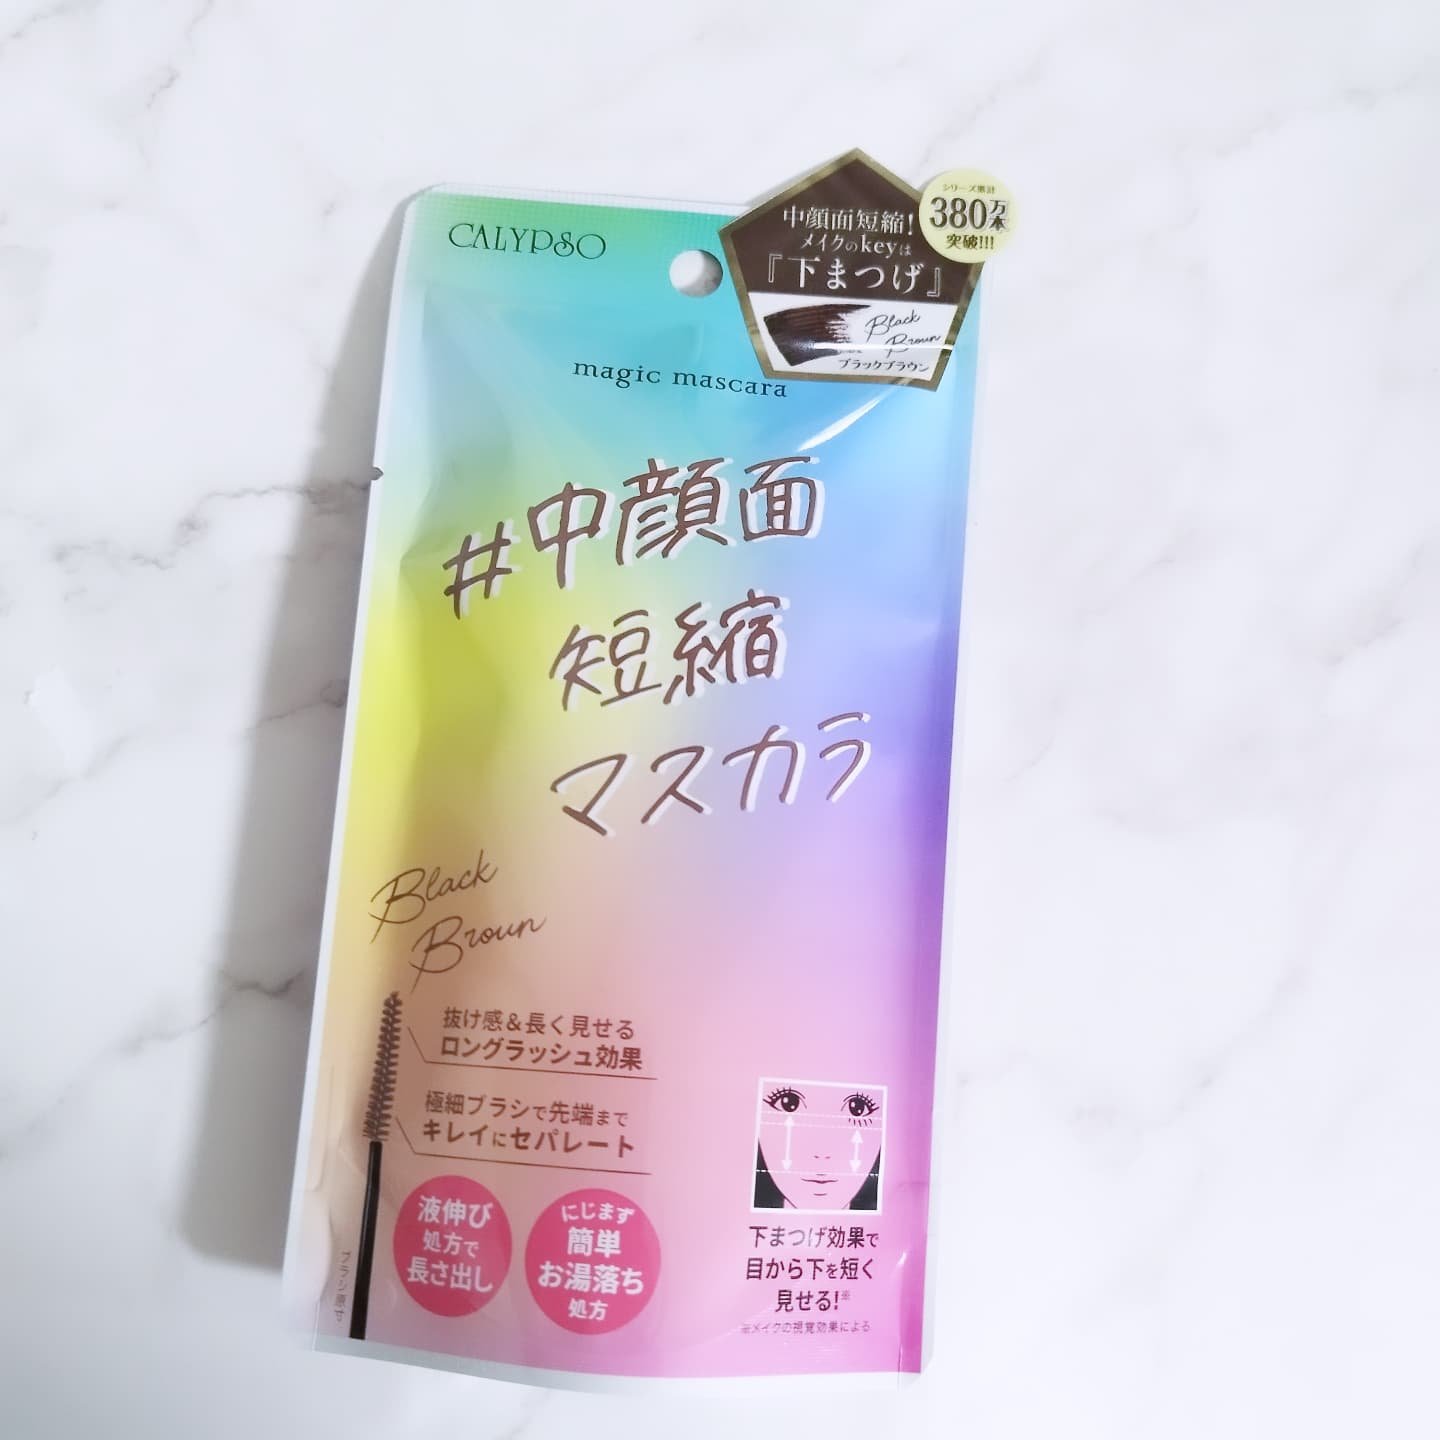 CALYPSO
シリーズ累計
380万本
突破!!!
中顔面短縮!
メイクのkeyは
『下まつげ』
Black
Brown
ブラックブラウン
magic mascara
#中顔面
短縮
マスカラ
Black
Brown
抜け感&長く見せる
ロングラッシュ効果
極細ブラシで先端まで
キレイにセパレート
液伸び
処方で
長さ出し
にじまず
簡単
お湯落ち
処方
ブラシ原寸
下まつげ効果で
目から下を短く
見せる!※
※メイクの視覚効果による